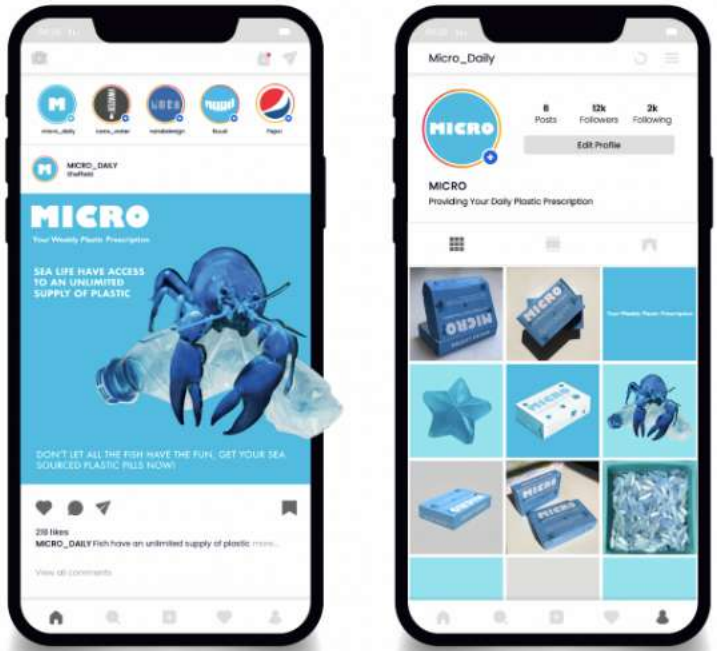 micro_daily
Pepsi
MICRO_DAILY
Sheffield
MICRO
Your Weekly Plastic Prescription
SEA LIFE HAVE ACCESS
TO AN UNLIMITED
SUPPLY OF PLASTIC
DON'T LET ALL THE FISH HAVE THE FUN, GET YOUR SEA
SOURCED PLASTIC PILLS NOW!
218 likes
MICRO_DAILY Fish have an unlimited supply of plastic more...
View all comments
Micro_Daily
MICRO
6
12k
2k
Posts
Followers
Following
Edit Profile
MICRO
Providing Your Daily Plastic Prescription
MICRO
MICRO
Your Weekly Plastic Prescription
MICRO
MICRO
MICRO